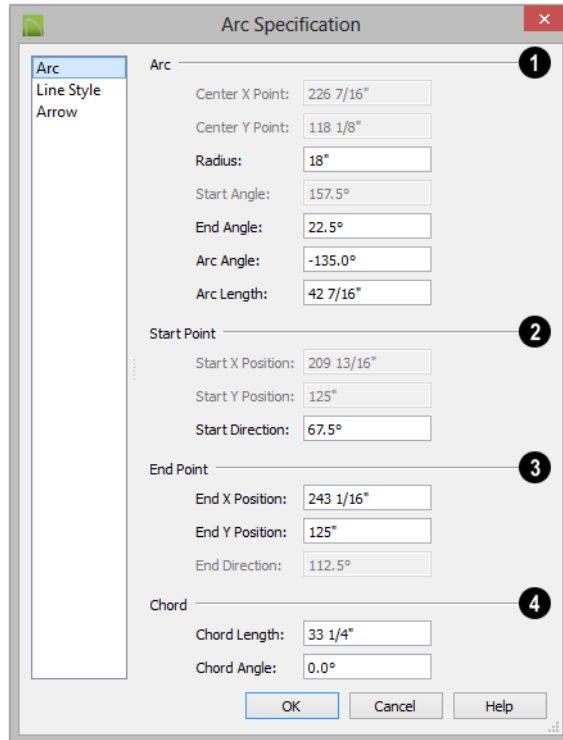 Arc Specification
Arc
Line Style
Arrow
Arc
1
Center X Point: 226 7/16"
Center Y Point: 118 1/8"
Radius: 18"
Start Angle: 157.5°
End Angle: 22.5°
Arc Angle: -135.0°
Arc Length: 42 7/16"
Start Point
2
Start X Position: 209 13/16"
Start Y Position: 125"
Start Direction: 67.5°
End Point
3
End X Position: 243 1/16"
End Y Position: 125"
End Direction: 112.5°
Chord
4
Chord Length: 33 1/4"
Chord Angle: 0.0°
OK Cancel Help